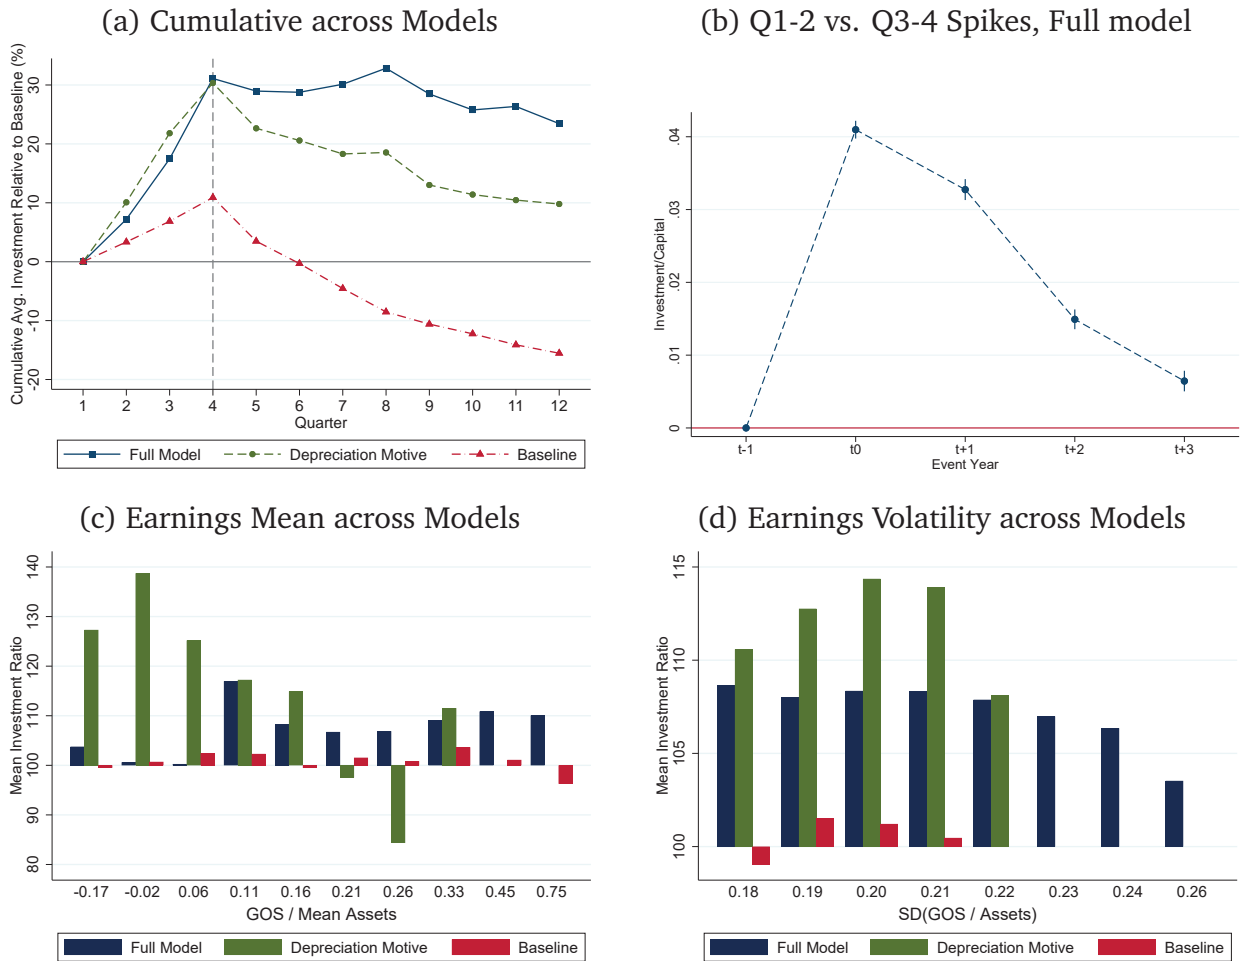 (a) Cumulative across Models
Cumulative Avg. Investment Relative to Baseline (%)
30
20
10
0
-10
-20
1 2 3 4 5 6 7 8 9 10 11 12
Quarter
Full Model Depreciation Motive Baseline
(b) Q1-2 vs. Q3-4 Spikes, Full model
Investment/Capital
.04
.03
.02
.01
0
t-1 t0 t+1 t+2 t+3
Event Year
(c) Earnings Mean across Models
Mean Investment Ratio
140
130
120
110
100
90
80
-0.17 -0.02 0.06 0.11 0.16 0.21 0.26 0.33 0.45 0.75
GOS / Mean Assets
Full Model Depreciation Motive Baseline
(d) Earnings Volatility across Models
Mean Investment Ratio
115
110
105
100
0.18 0.19 0.20 0.21 0.22 0.23 0.24 0.26
SD(GOS / Assets)
Full Model Depreciation Motive Baseline